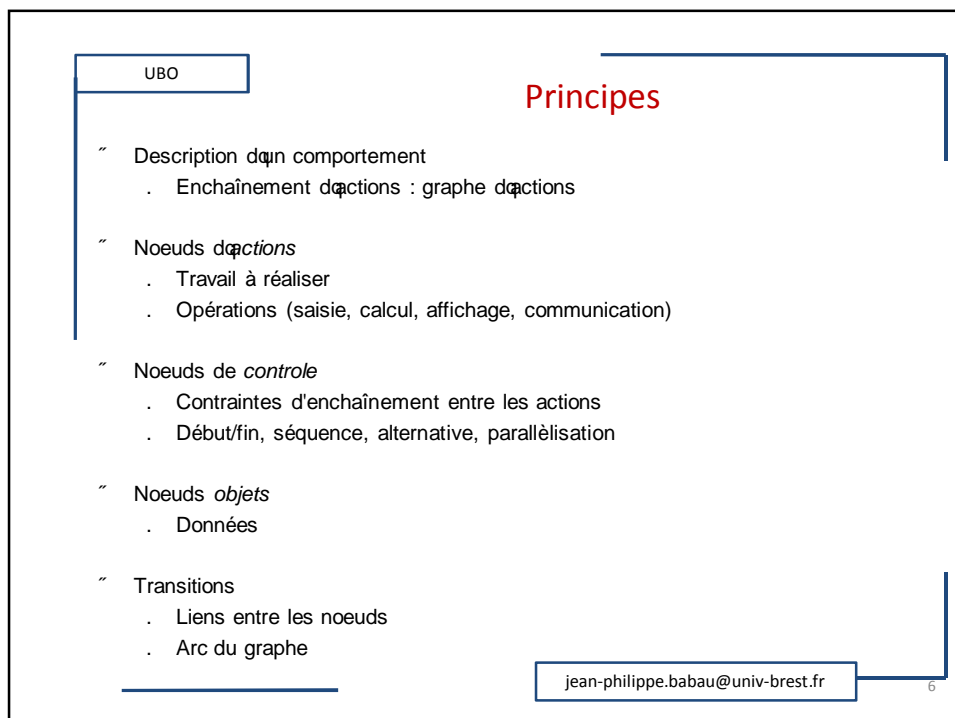 UBO
Principes
˝ Description dqun comportement
. Enchaînement dqactions : graphe dqactions
˝ Noeuds dqactions
. Travail à réaliser
. Opérations (saisie, calcul, affichage, communication)
˝ Noeuds de controle
. Contraintes d'enchaînement entre les actions
. Début/fin, séquence, alternative, parallèlisation
˝ Noeuds objets
. Données
˝ Transitions
. Liens entre les noeuds
. Arc du graphe
jean-philippe.babau@univ-brest.fr
6